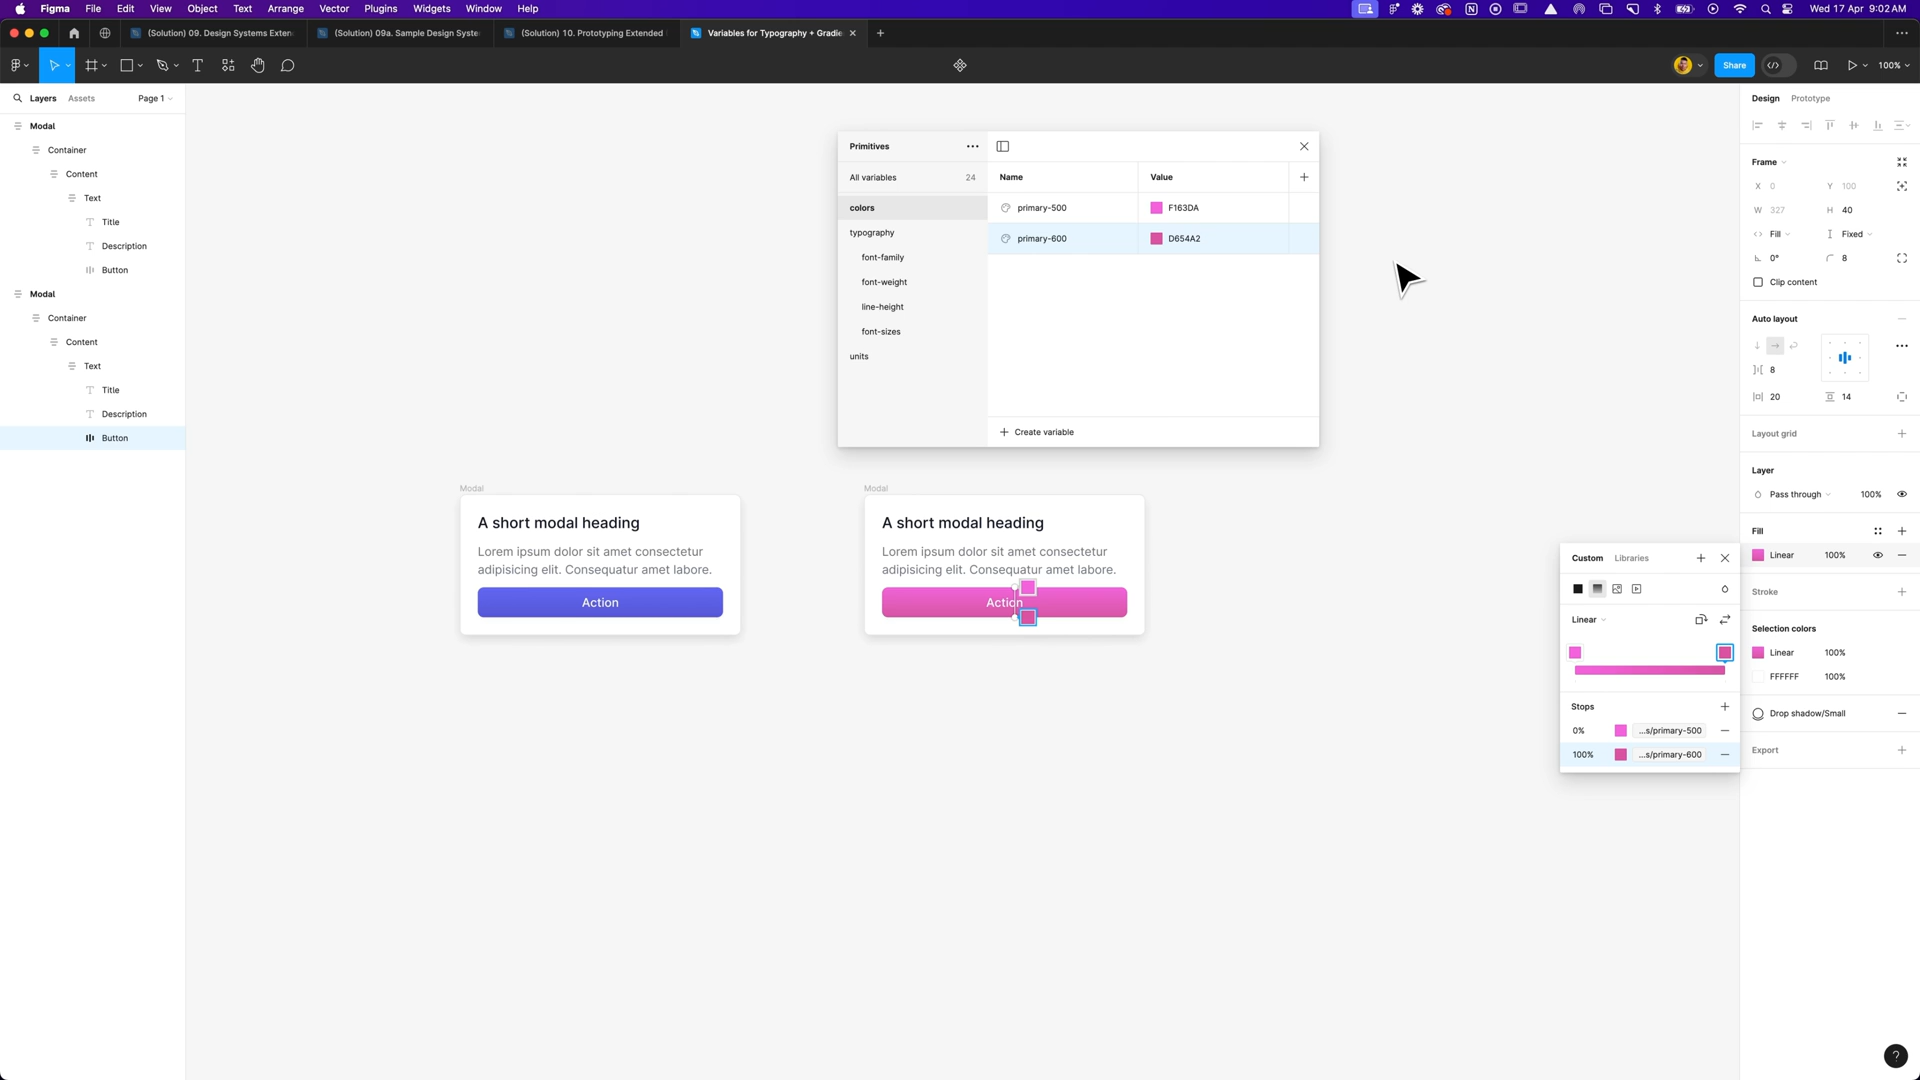 Figma File Edit View Object Text Arrange Vector Plugins Widgets Window Help Wed 17 Apr 9:02 AM
(Solution) 09. Design Systems Exten
(Solution) 09a. Sample Design Syste
(Solution) 10. Prototyping Extended
Variables for Typography + Gradie
Share
100%
Layers Assets Page 1
Modal
Container
Content
Text
Title
Description
Button
Modal
Container
Content
Text
Title
Description
Button
Primitives
All variables 24
colors
typography
font-family
font-weight
line-height
font-sizes
units
Name Value
primary-500 F163DA
primary-600 D654A2
Create variable
Modal
A short modal heading
Lorem ipsum dolor sit amet consectetur
adipisicing elit. Consequatur amet labore.
Action
Modal
A short modal heading
Lorem ipsum dolor sit amet consectetur
adipisicing elit. Consequatur amet labore.
Action
Custom Libraries
Linear
Stops
0% ...s/primary-500
100% ...s/primary-600
Design Prototype
Frame
X 0 Y 100
W 327 H 40
Fill Fixed
0° 8
Clip content
Auto layout
8
20 14
Layout grid
Layer
Pass through 100%
Fill
Linear 100%
Stroke
Selection colors
Linear 100%
FFFFFF 100%
Drop shadow/Small
Export
?